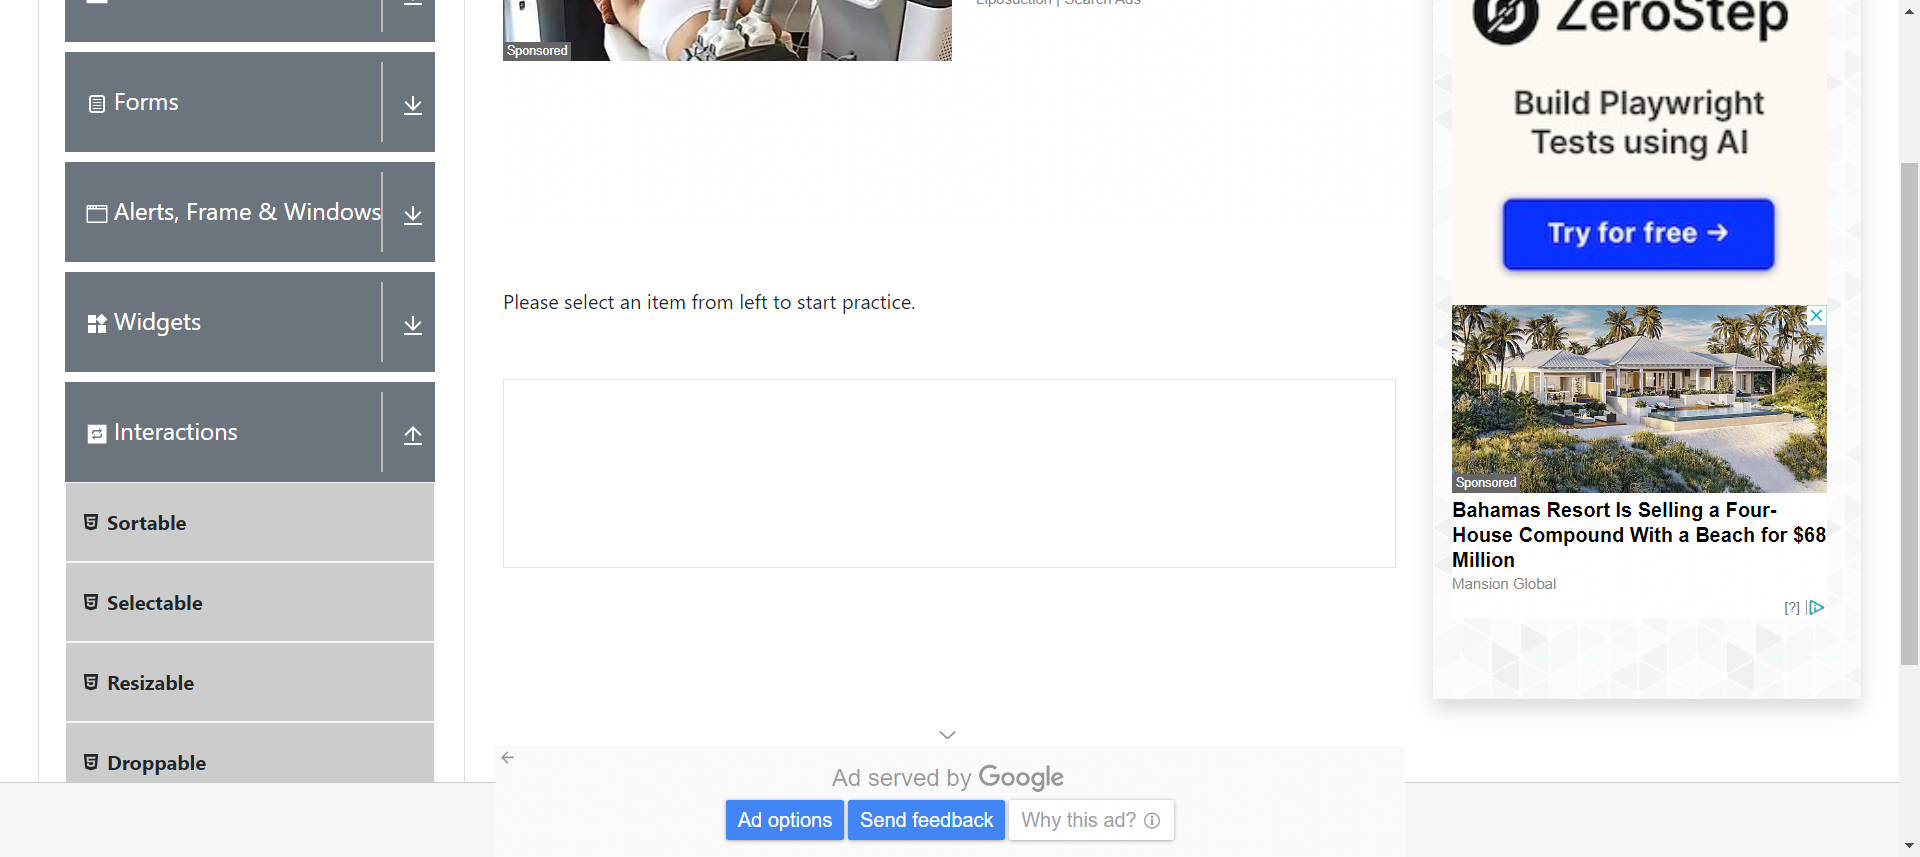 Liposuction | Search Ads
Sponsored
Forms
Alerts, Frame & Windows
Widgets
Interactions
Sortable
Selectable
Resizable
Droppable
Please select an item from left to start practice.
ZeroStep
Build Playwright
Tests using AI
Try for free →
Sponsored
Bahamas Resort Is Selling a Four-
House Compound With a Beach for $68
Million
Mansion Global
[?]
Ad served by Google
Ad options
Send feedback
Why this ad?